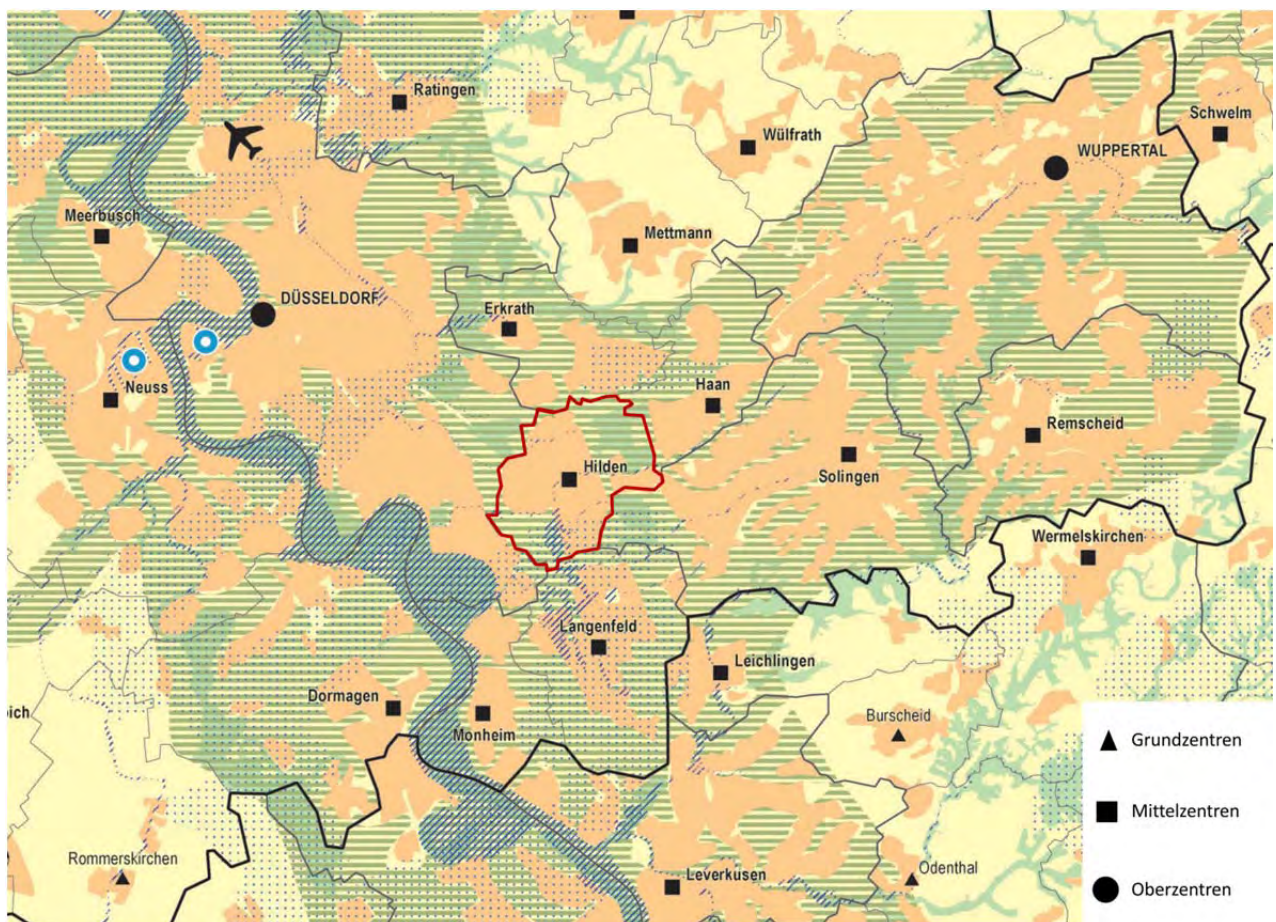 Ratingen
Schwelm
Wülfrath
WUPPERTAL
Meerbusch
Mettmann
DÜSSELDORF
Erkrath
Neuss
Haan
Remscheid
Hilden
Solingen
Wermelskirchen
Langenfeld
Leichlingen
Dormagen
Monheim
Burscheid
ich
Rommerskirchen
Leverkusen
Odenthal
Grundzentren
Mittelzentren
Oberzentren